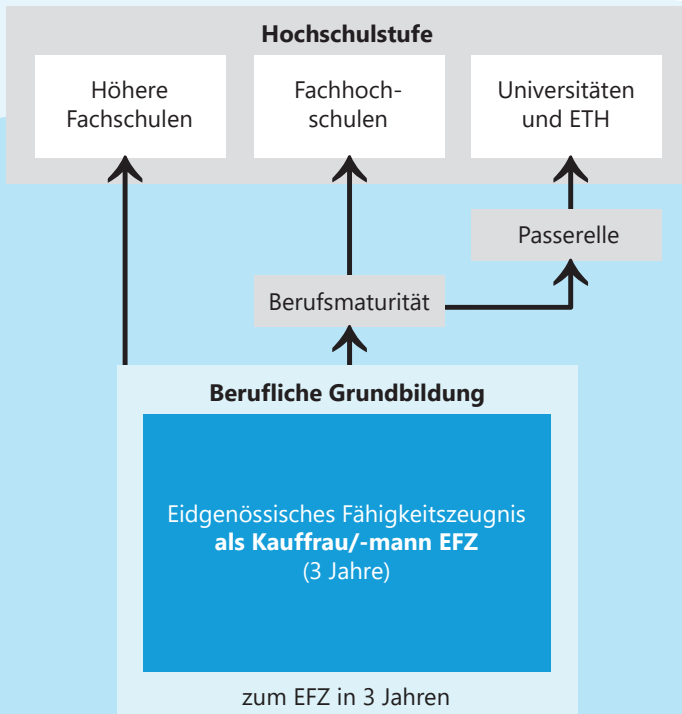 Hochschulstufe
Höhere
Fachschulen
Fachhoch-
schulen
Universitäten
und ETH
Passerelle
Berufsmaturität
Berufliche Grundbildung
Eidgenössisches Fähigkeitszeugnis
als Kauffrau/-mann EFZ
(3 Jahre)
zum EFZ in 3 Jahren